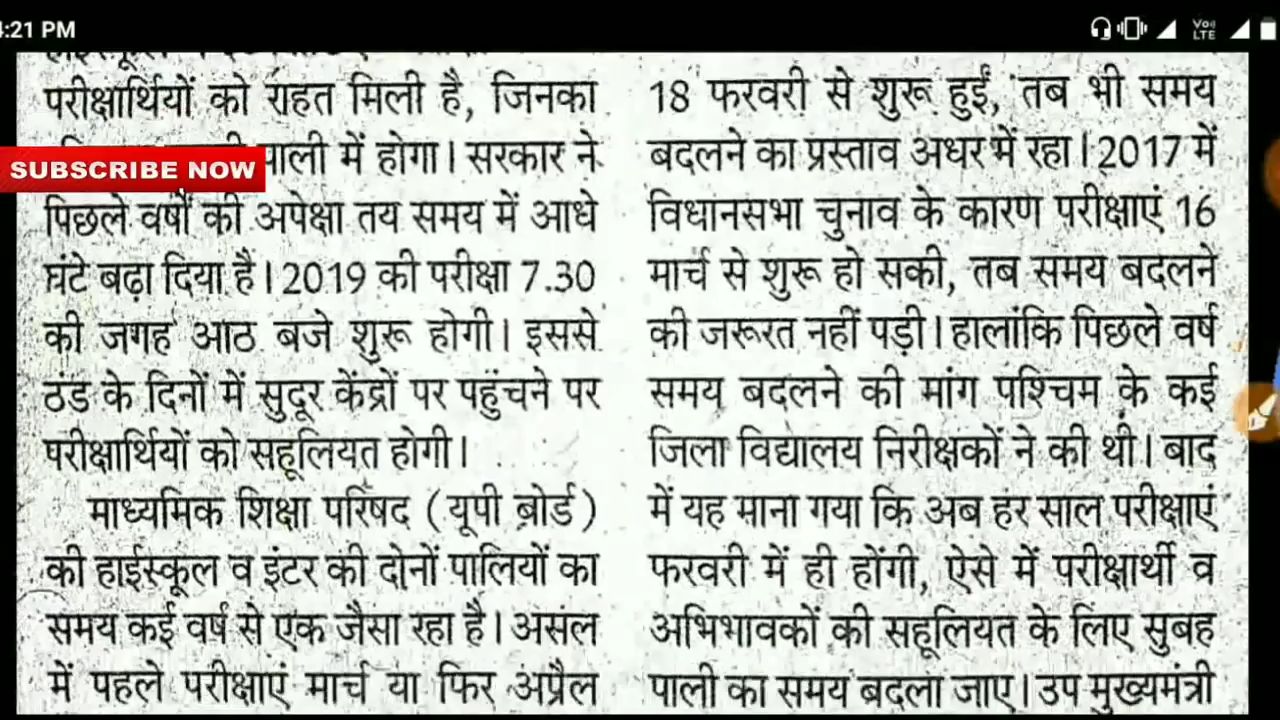 4:21 PM
Voj LTE
परीक्षार्थियों को राहत मिली है, जिनका
पाली में होगा। सरकार ने
SUBSCRIBE NOW
पिछले वर्षों की अपेक्षा तय समय में आधे
घंटे बढ़ा दिया है। 2019 की परीक्षा 7.30
की जगह आठ बजे शुरू होगी। इससे
ठंड के दिनों में सुदूर केंद्रों पर पहुंचने पर
परीक्षार्थियों को सहूलियत होगी।
माध्यमिक शिक्षा परिषद (यूपी बोर्ड)
की हाईस्कूल व इंटर की दोनों पालियों का
समय कई वर्ष से एक जैसा रहा है। असल
में पहले परीक्षाएं मार्च या फिर अप्रैल
18 फरवरी से शुरू हुईं, तब भी समय
बदलने का प्रस्ताव अधर में रहा। 2017 में
विधानसभा चुनाव के कारण परीक्षाएं 16
मार्च से शुरू हो सकी, तब समय बदलने
की जरूरत नहीं पड़ी। हालांकि पिछले वर्ष
समय बदलने की मांग पश्चिम के कई
जिला विद्यालय निरीक्षकों ने की थी। बाद
में यह माना गया कि अब हर साल परीक्षाएं
फरवरी में ही होंगी, ऐसे में परीक्षार्थी व
अभिभावकों की सहूलियत के लिए सुबह
पाली का समय बदला जाए। उप मुख्यमंत्री